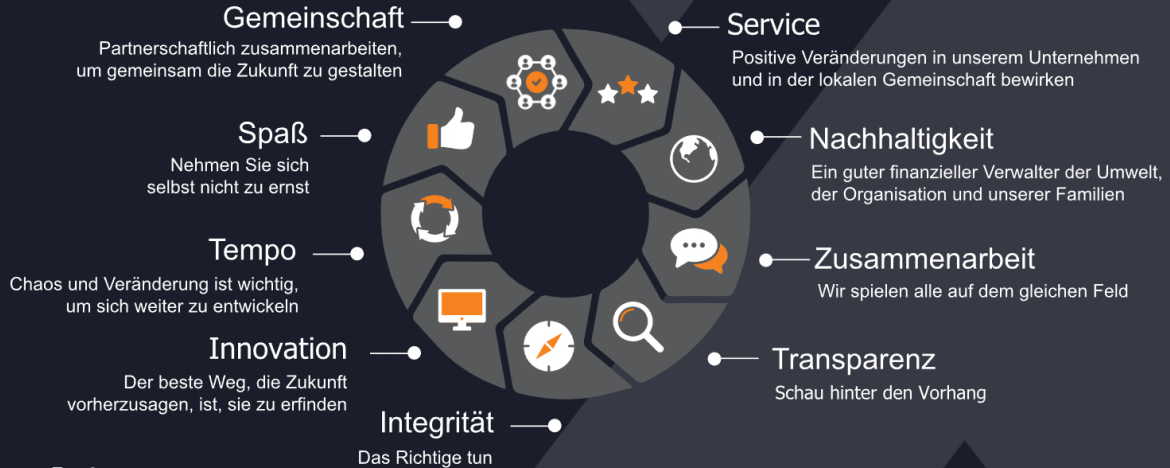 Gemeinschaft
Partnerschaftlich zusammenarbeiten,
um gemeinsam die Zukunft zu gestalten
Service
Positive Veränderungen in unserem Unternehmen
und in der lokalen Gemeinschaft bewirken
Spaß
Nehmen Sie sich
selbst nicht zu ernst
Nachhaltigkeit
Ein guter finanzieller Verwalter der Umwelt,
der Organisation und unserer Familien
Tempo
Chaos und Veränderung ist wichtig,
um sich weiter zu entwickeln
Zusammenarbeit
Wir spielen alle auf dem gleichen Feld
Innovation
Der beste Weg, die Zukunft
vorherzusagen, ist, sie zu erfinden
Transparenz
Schau hinter den Vorhang
Integrität
Das Richtige tun